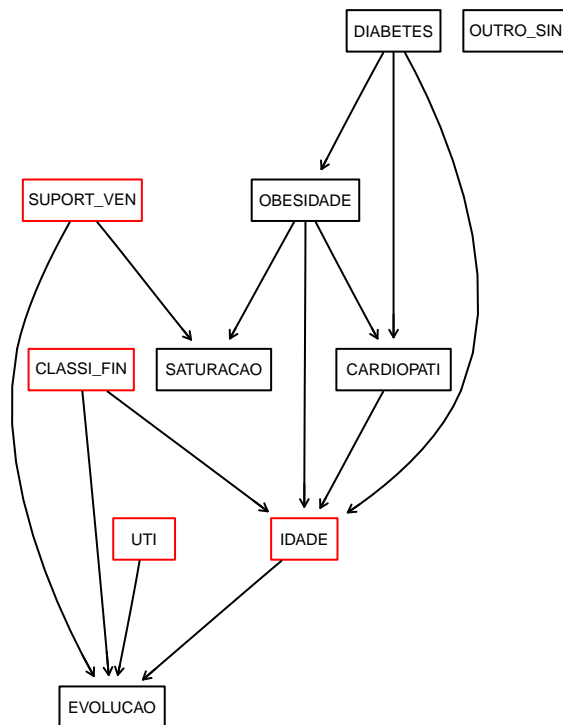 DIABETES
OUTRO_SIN
SUPORT_VEN
OBESIDADE
CLASSI_FIN
SATURACAO
CARDIOPATI
UTI
IDADE
EVOLUCAO